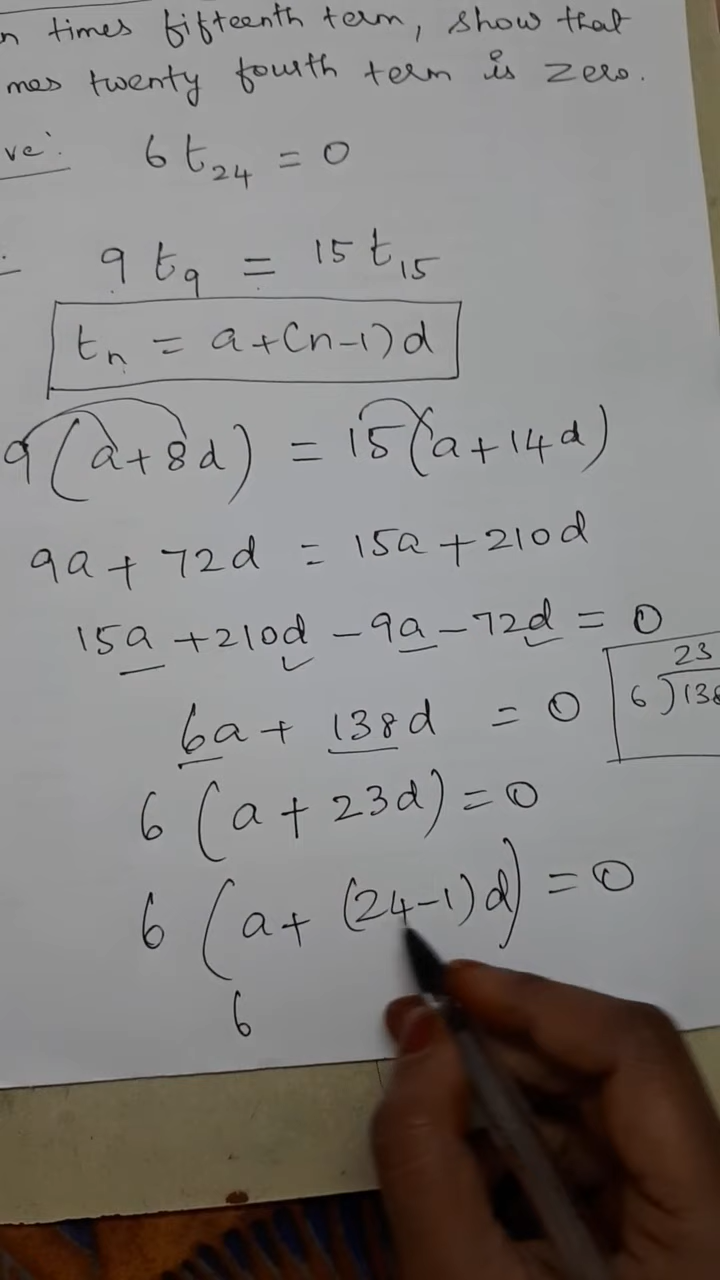 n times fifteenth term, show that
mes twenty fourth term is zero.
ve:
6 t₂₄ = 0
9 t₉ = 15 t₁₅
tₙ = a+(n-1)d
9(a+8d) = 15(a+14d)
9a + 72d = 15a + 210d
15a + 210d - 9a - 72d = 0
6a + 138d = 0
23
6)138
6(a + 23d) = 0
6(a + (24-1)d) = 0
6